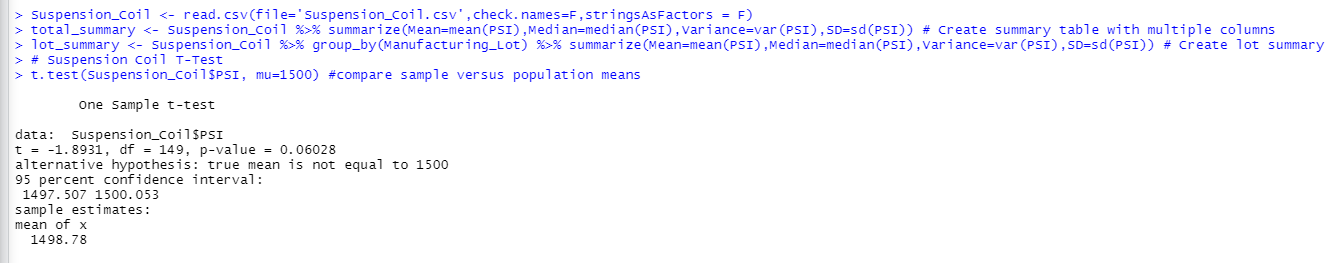 > Suspension_Coil <- read.csv(file='Suspension_Coil.csv',check.names=F,stringsAsFactors = F)
> total_summary <- Suspension_Coil %>% summarize(Mean=mean(PSI),Median=median(PSI),Variance=var(PSI),SD=sd(PSI)) # Create summary table with multiple columns
> lot_summary <- Suspension_Coil %>% group_by(Manufacturing_Lot) %>% summarize(Mean=mean(PSI),Median=median(PSI),Variance=var(PSI),SD=sd(PSI)) # Create lot summary
> # Suspension Coil T-Test
> t.test(Suspension_Coil$PSI, mu=1500) #compare sample versus population means
One Sample t-test
data:  Suspension_Coil$PSI
t = -1.8931, df = 149, p-value = 0.06028
alternative hypothesis: true mean is not equal to 1500
95 percent confidence interval:
1497.507 1500.053
sample estimates:
mean of x
1498.78